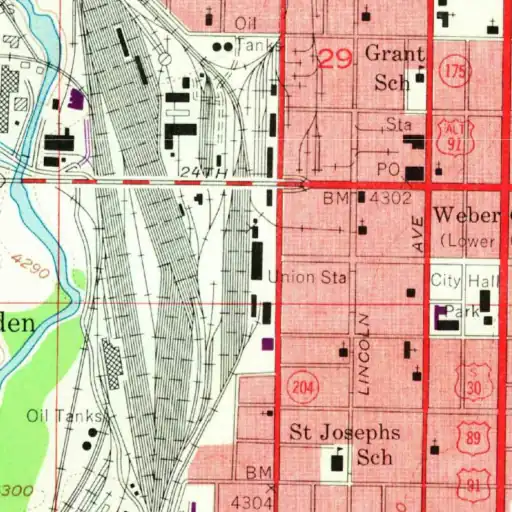 Oil
Tanks
29
Grant
Sch
175
Sta
ALT
91
PO
24TH
BM 4302
Weber
(Lower
AVE
4290
Union Sta
City Hall
Park
den
LINCOLN
204
U S
30
Oil Tanks
St Josephs
Sch
89
BM
4304
91
4300